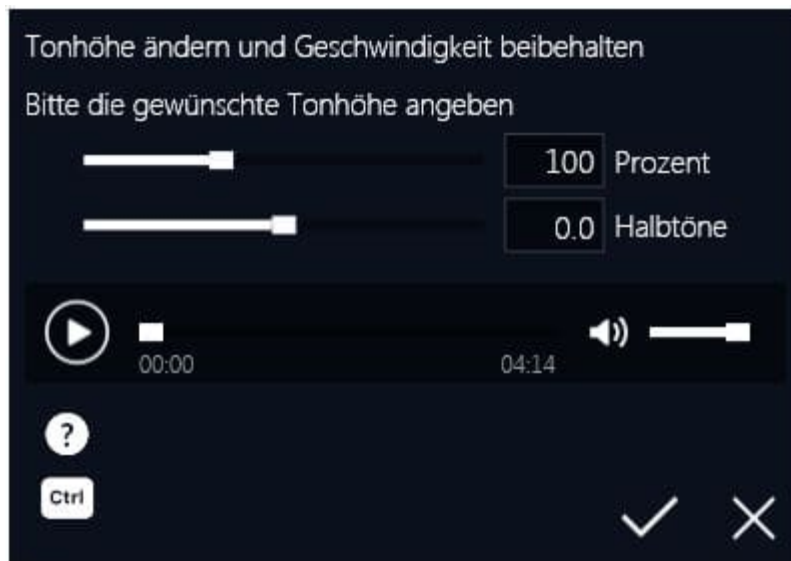 Tonhöhe ändern und Geschwindigkeit beibehalten
Bitte die gewünschte Tonhöhe angeben
100 Prozent
0.0 Halbtöne
00:00 04:14
?
Ctrl